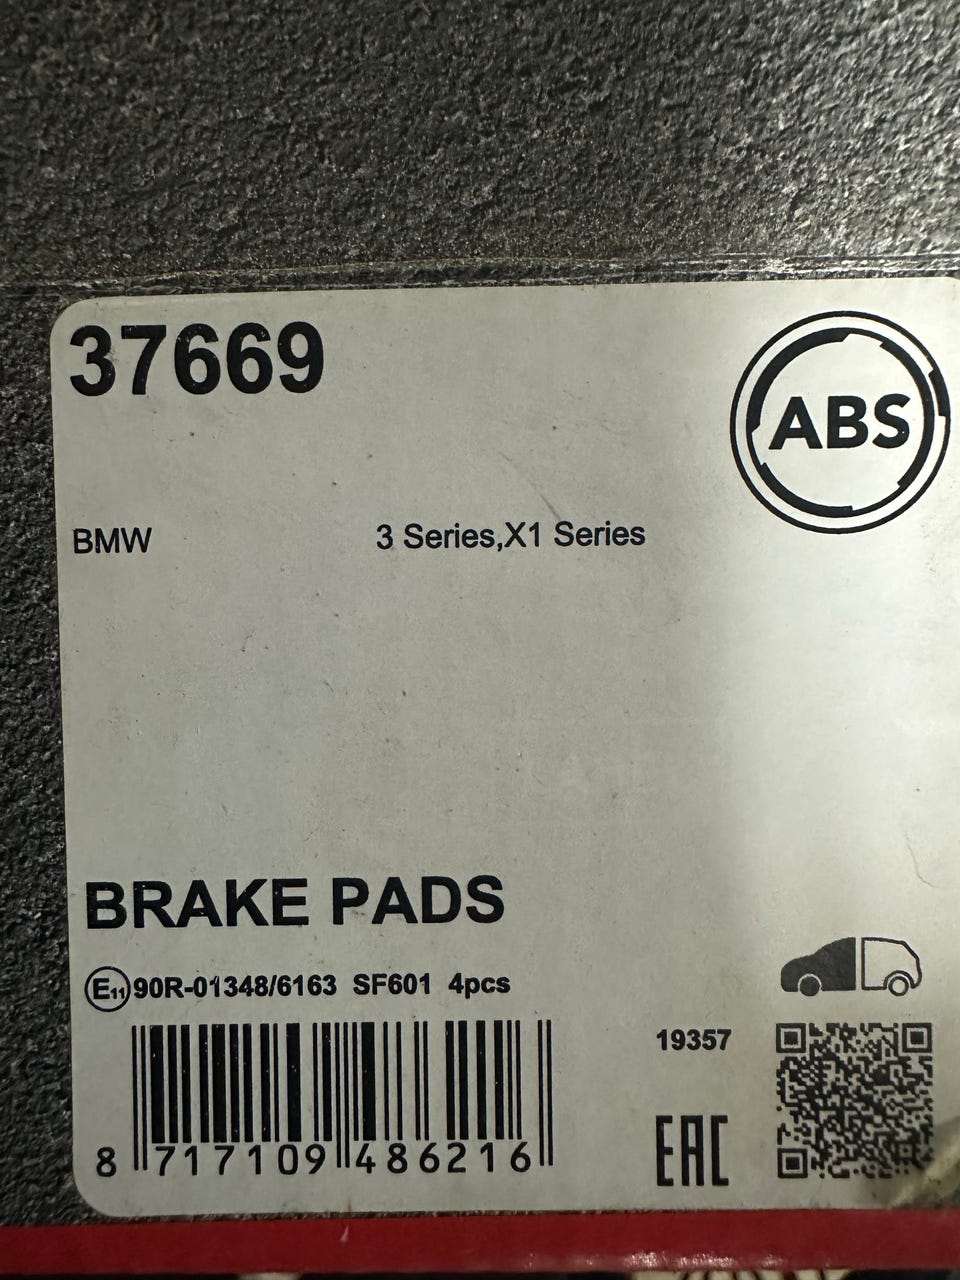 37669
ABS
BMW 3 Series,X1 Series
BRAKE PADS
E11 90R-01348/6163 SF601 4pcs
19357
8 717109 486216
EAC